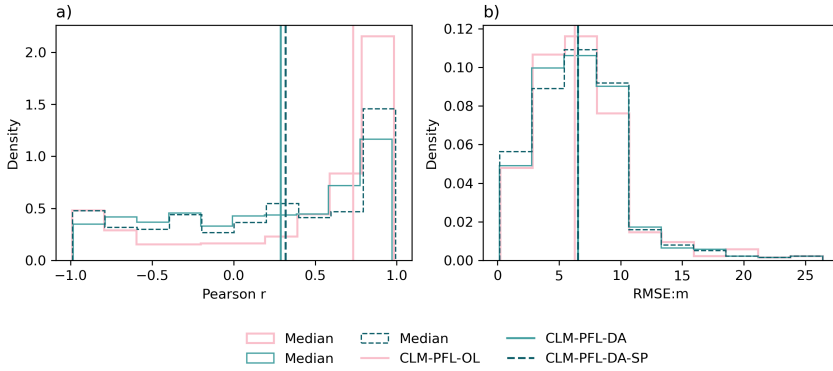 a)
b)
Density
2.0
1.5
1.0
0.5
0.0
−1.0 −0.5 0.0 0.5 1.0
Pearson r
Density
0.12
0.10
0.08
0.06
0.04
0.02
0.00
0 5 10 15 20 25
RMSE:m
Median Median CLM-PFL-DA
Median CLM-PFL-OL CLM-PFL-DA-SP